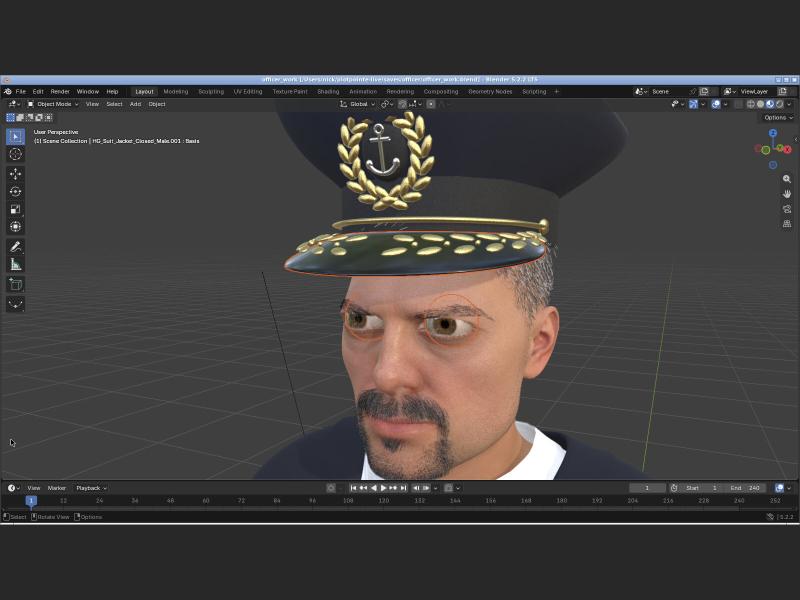 officer_work [/Users/nick/plotpointe-live/saves/officer/officer_work.blend] - Blender 5.2.2 LTS
File Edit Render Window Help Layout Modeling Sculpting UV Editing Texture Paint Shading Animation Rendering Compositing Geometry Nodes Scripting + Scene ViewLayer
Object Mode View Select Add Object Global
Options
User Perspective
(1) Scene Collection | HG_Suit_Jacket_Closed_Male.001 : Basis
Z
X
View Marker Playback 1 Start 1 End 240
1 12 24 36 48 60 72 84 96 108 120 132 144 156 168 180 192 204 216 228 240 252
Select Rotate View Options 5.2.2